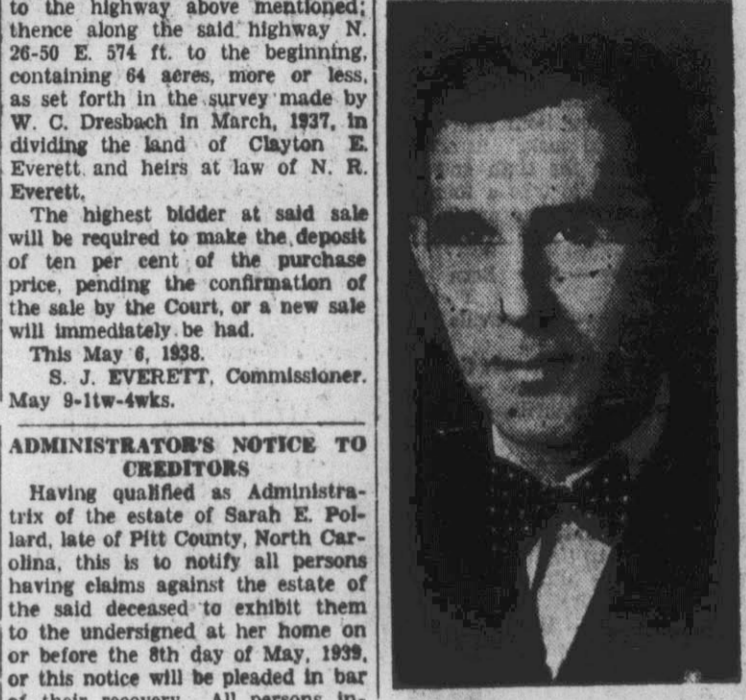 to the highway above mentioned;
thence along the said highway N.
26-50 E. 574 ft. to the beginning,
containing 64 acres, more or less,
as set forth in the survey made by
W. C. Dresbach in March, 1937, in
dividing the land of Clayton E.
Everett and heirs at law of N. R.
Everett.
The highest bidder at said sale
will be required to make the deposit
of ten per cent of the purchase
price, pending the confirmation of
the sale by the Court, or a new sale
will immediately be had.
This May 6, 1938.
S. J. EVERETT, Commissioner.
May 9-1tw-4wks.
ADMINISTRATOR'S NOTICE TO
CREDITORS
Having qualified as Administra-
trix of the estate of Sarah E. Pol-
lard, late of Pitt County, North Car-
olina, this is to notify all persons
having claims against the estate of
the said deceased to exhibit them
to the undersigned at her home on
or before the 8th day of May, 1939,
or this notice will be pleaded in bar
of their recovery. All persons in-